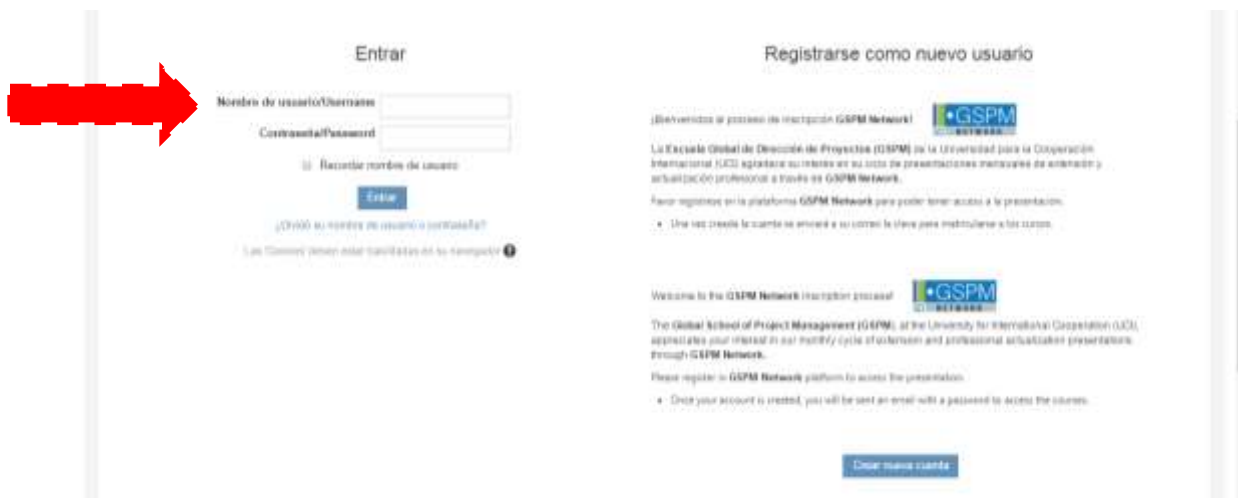 Entrar
Nombre de usuario/Username
Contraseña/Password
Recordar nombre de usuario
Entrar
¿Olvidó su nombre de usuario o contraseña?
Las 'Cookies' deben estar habilitadas en su navegador
Registrarse como nuevo usuario
¡Bienvenidos al proceso de inscripción GSPM Network!
GSPM
NETWORK
La Escuela Global de Dirección de Proyectos (GSPM) de la Universidad para la Cooperación
Internacional (UCI) agradece su interés en su ciclo de presentaciones mensuales de extensión y
actualización profesional a través de GSPM Network.
Favor registrese en la plataforma GSPM Network para poder tener acceso a la presentación.
• Una vez creada la cuenta se enviará a su correo la clave para matricularse a los cursos.
Welcome to the GSPM Network inscription process!
GSPM
NETWORK
The Global School of Project Management (GSPM), at the University for International Cooperation (UCI),
appreciates your interest in our monthly cycle of extension and professional actualization presentations
through GSPM Network.
Please register in GSPM Network platform to access the presentation.
• Once your account is created, you will be sent an email with a password to access the courses.
Crear nueva cuenta